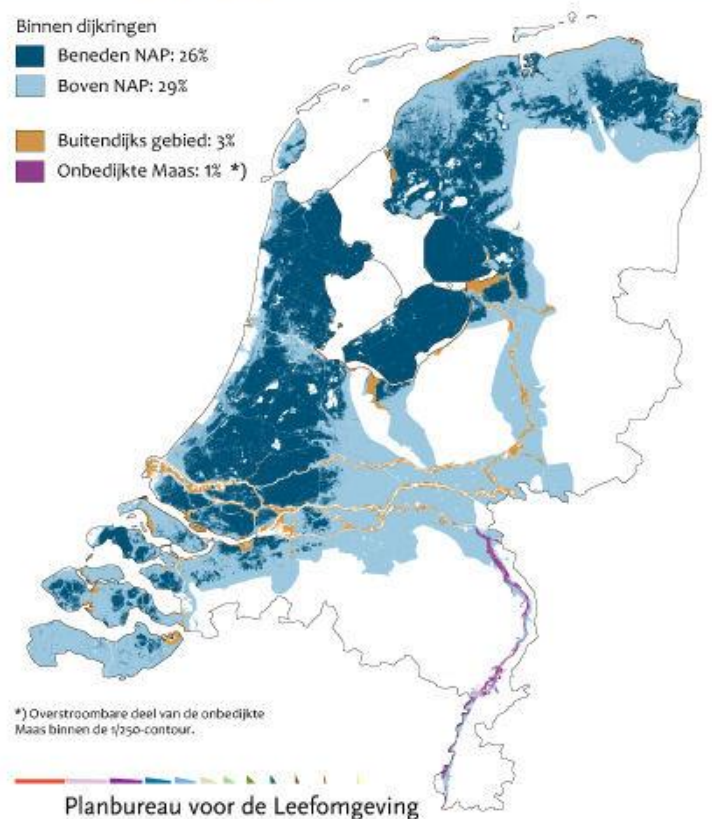 Binnen dijkringen
Beneden NAP: 26%
Boven NAP: 29%
Buitendijks gebied: 3%
Onbedijkte Maas: 1% *)
*) Overstroombare deel van de onbedijkte
Maas binnen de 1/250-contour.
Planbureau voor de Leefomgeving